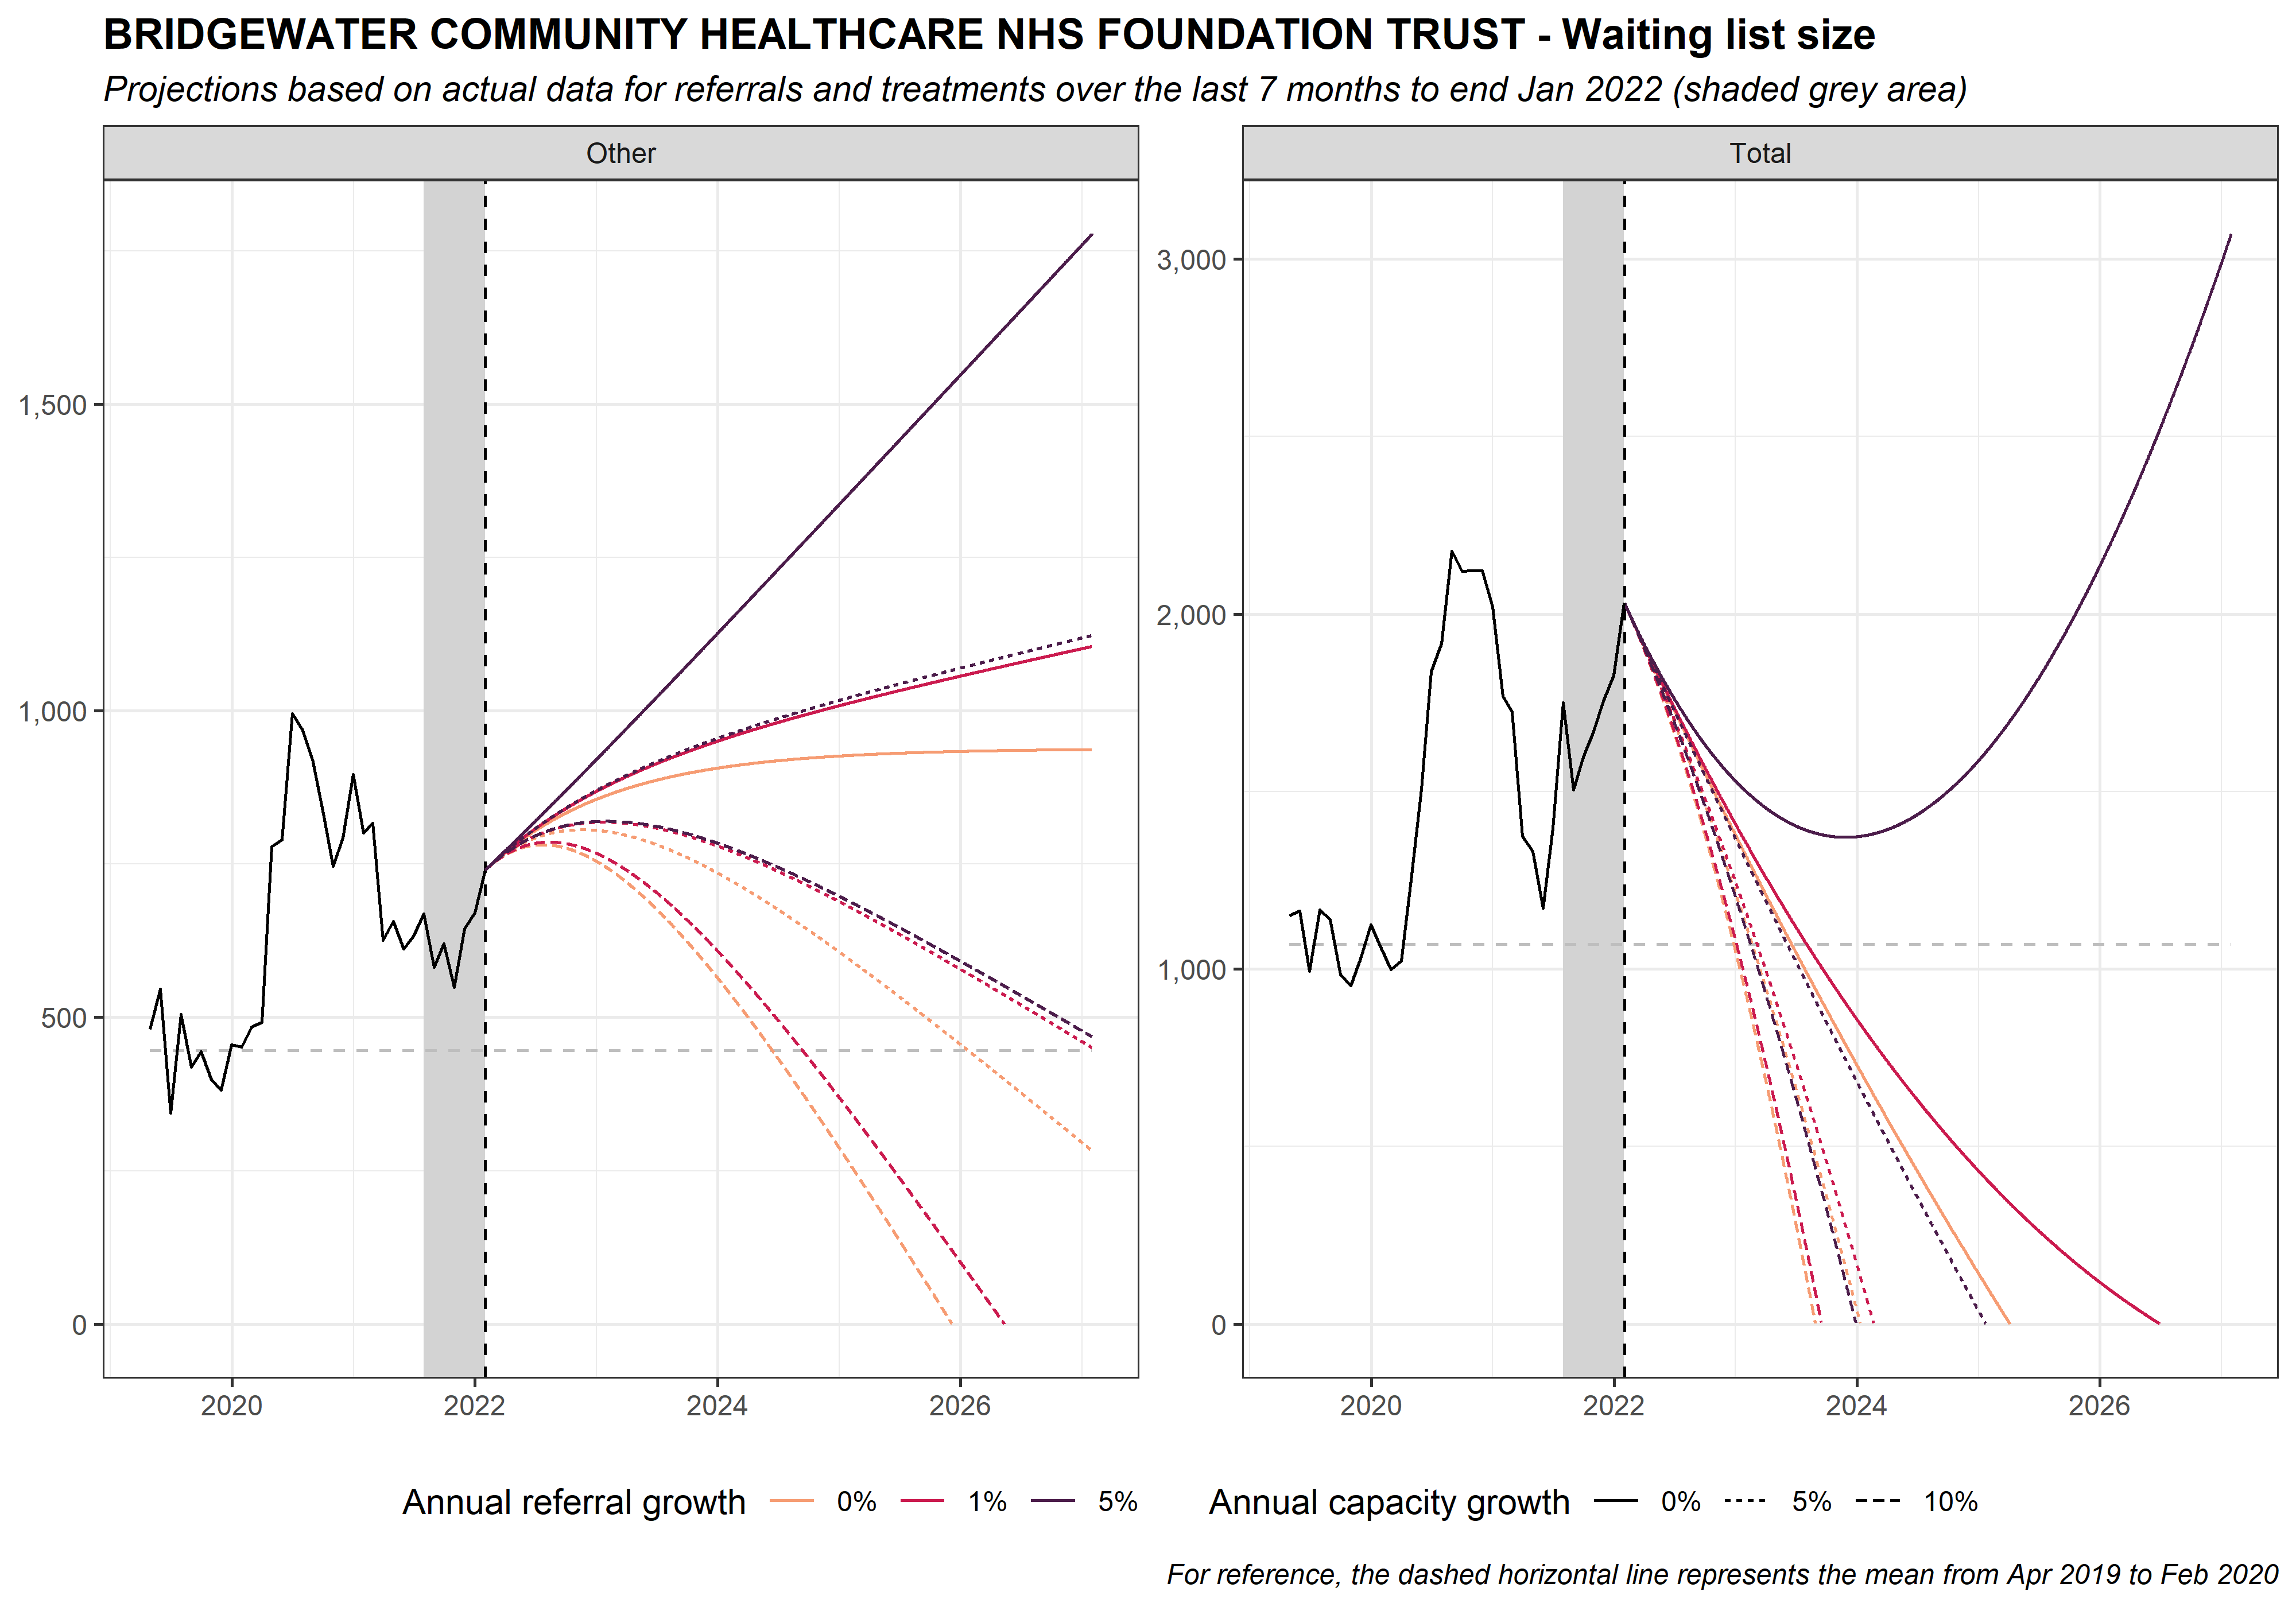 BRIDGEWATER COMMUNITY HEALTHCARE NHS FOUNDATION TRUST - Waiting list size
Projections based on actual data for referrals and treatments over the last 7 months to end Jan 2022 (shaded grey area)
Other
Total
1,500
1,000
500
0
3,000
2,000
1,000
0
2020 2022 2024 2026
2020 2022 2024 2026
Annual referral growth 0% 1% 5%
Annual capacity growth 0% 5% 10%
For reference, the dashed horizontal line represents the mean from Apr 2019 to Feb 2020